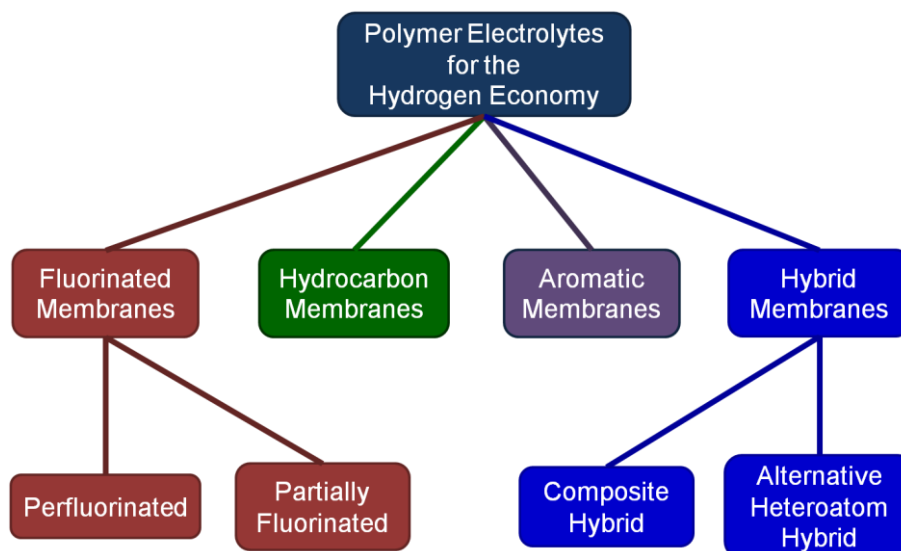 Polymer Electrolytes
for the
Hydrogen Economy
Fluorinated
Membranes
Hydrocarbon
Membranes
Aromatic
Membranes
Hybrid
Membranes
Perfluorinated
Partially
Fluorinated
Composite
Hybrid
Alternative
Heteroatom
Hybrid